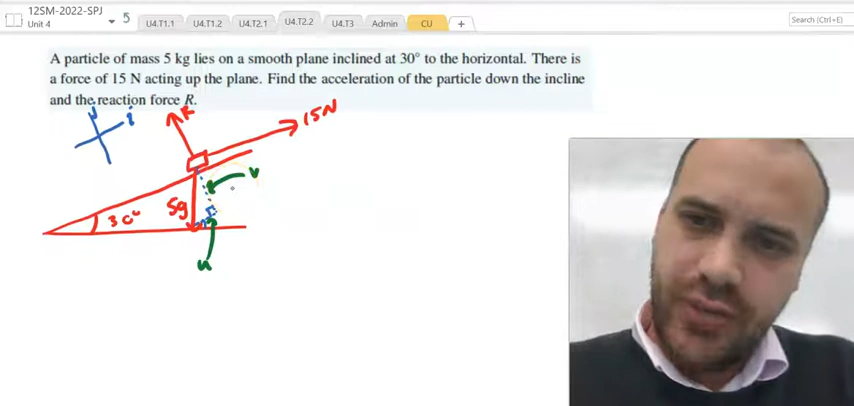 12SM-2022-SPJ
Unit 4
5
U4.T1.1 U4.T1.2 U4.T2.1 U4.T2.2 U4.T3 Admin CU +
Search (Ctrl+E)
A particle of mass 5 kg lies on a smooth plane inclined at 30° to the horizontal. There is
a force of 15 N acting up the plane. Find the acceleration of the particle down the incline
and the reaction force R.
j i
R
15N
v
5g
30°
u